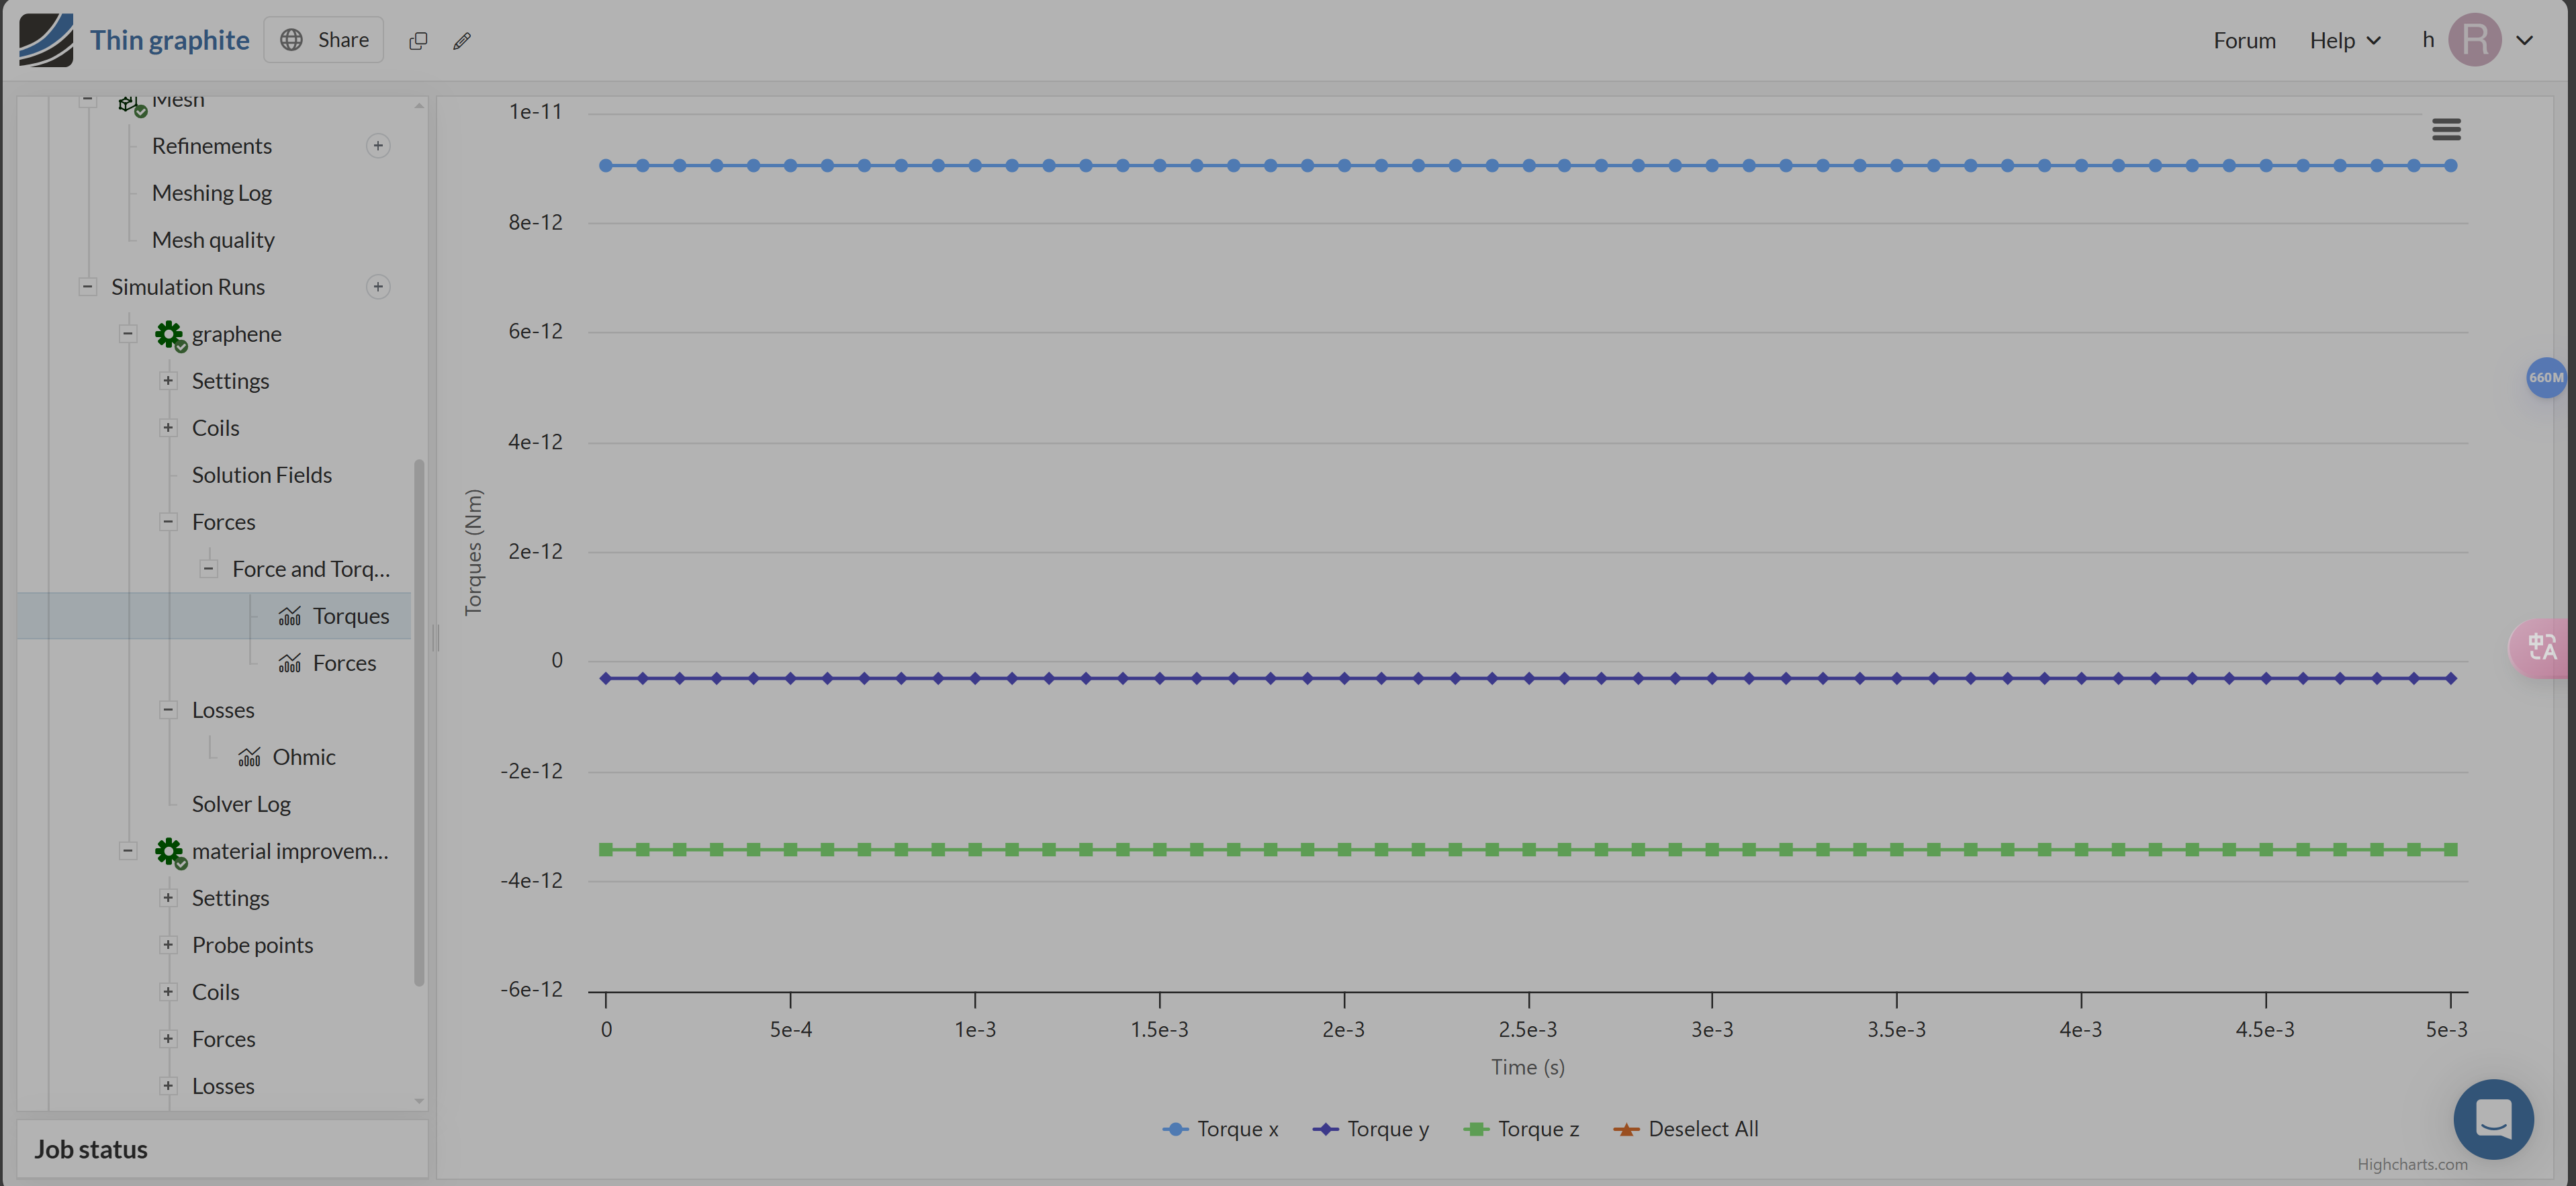 Thin graphite
Share
Forum
Help
h
R
Mesh
Refinements
Meshing Log
Mesh quality
Simulation Runs
graphene
Settings
Coils
Solution Fields
Forces
Force and Torq...
Torques
Forces
Losses
Ohmic
Solver Log
material improvem...
Settings
Probe points
Coils
Forces
Losses
Job status
Torques (Nm)
1e-11
8e-12
6e-12
4e-12
2e-12
0
-2e-12
-4e-12
-6e-12
0 5e-4 1e-3 1.5e-3 2e-3 2.5e-3 3e-3 3.5e-3 4e-3 4.5e-3 5e-3
Time (s)
Torque x Torque y Torque z Deselect All
Highcharts.com
660M
中A